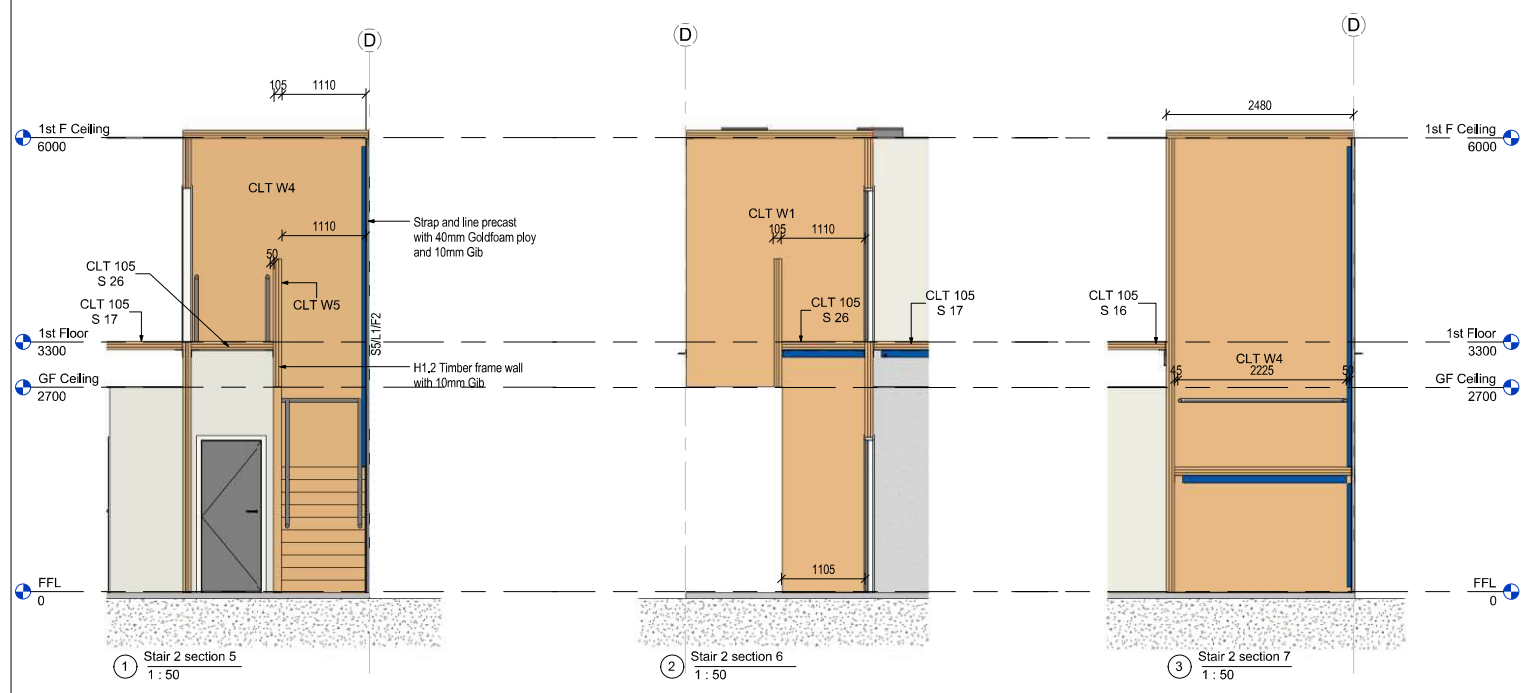 D
105
1110
1st F Ceiling
6000
CLT W4
1110
Strap and line precast
with 40mm Goldfoam ploy
and 10mm Gib
50
CLT 105
S 26
CLT W5
CLT 105
S 17
1st Floor
3300
S5/L1/F2
H1,2 Timber frame wall
with 10mm Gib
GF Ceiling
2700
FFL
0
1
Stair 2 section 5
1 : 50
D
CLT W1
105
1110
CLT 105
S 26
CLT 105
S 17
1105
2
Stair 2 section 6
1 : 50
D
2480
1st F Ceiling
6000
CLT 105
S 16
1st Floor
3300
CLT W4
45
2225
50
GF Ceiling
2700
FFL
0
3
Stair 2 section 7
1 : 50